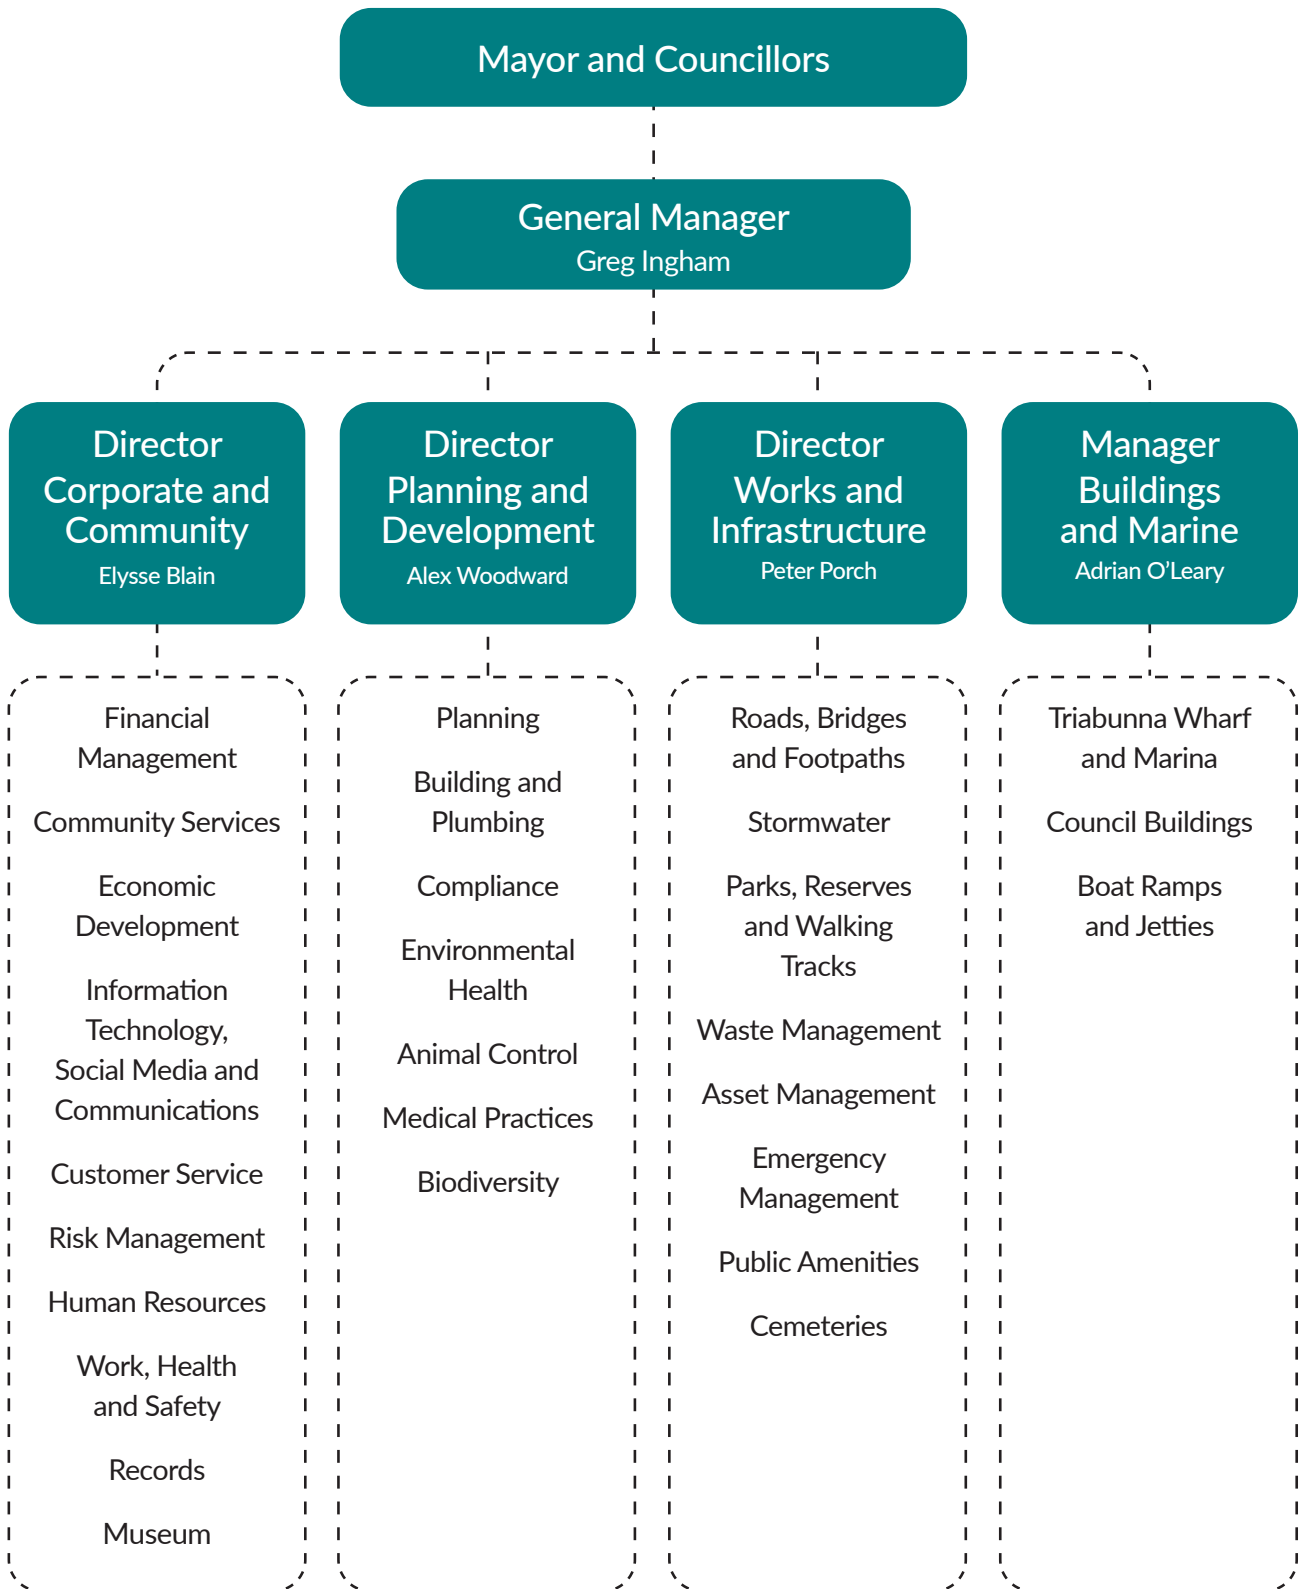 Mayor and Councillors
General Manager
Greg Ingham
Director
Corporate and
Community
Elysse Blain
Director
Planning and
Development
Alex Woodward
Director
Works and
Infrastructure
Peter Porch
Manager
Buildings
and Marine
Adrian O’Leary
Financial
Management
Community Services
Economic
Development
Information
Technology,
Social Media and
Communications
Customer Service
Risk Management
Human Resources
Work, Health
and Safety
Records
Museum
Planning
Building and
Plumbing
Compliance
Environmental
Health
Animal Control
Medical Practices
Biodiversity
Roads, Bridges
and Footpaths
Stormwater
Parks, Reserves
and Walking
Tracks
Waste Management
Asset Management
Emergency
Management
Public Amenities
Cemeteries
Triabunna Wharf
and Marina
Council Buildings
Boat Ramps
and Jetties